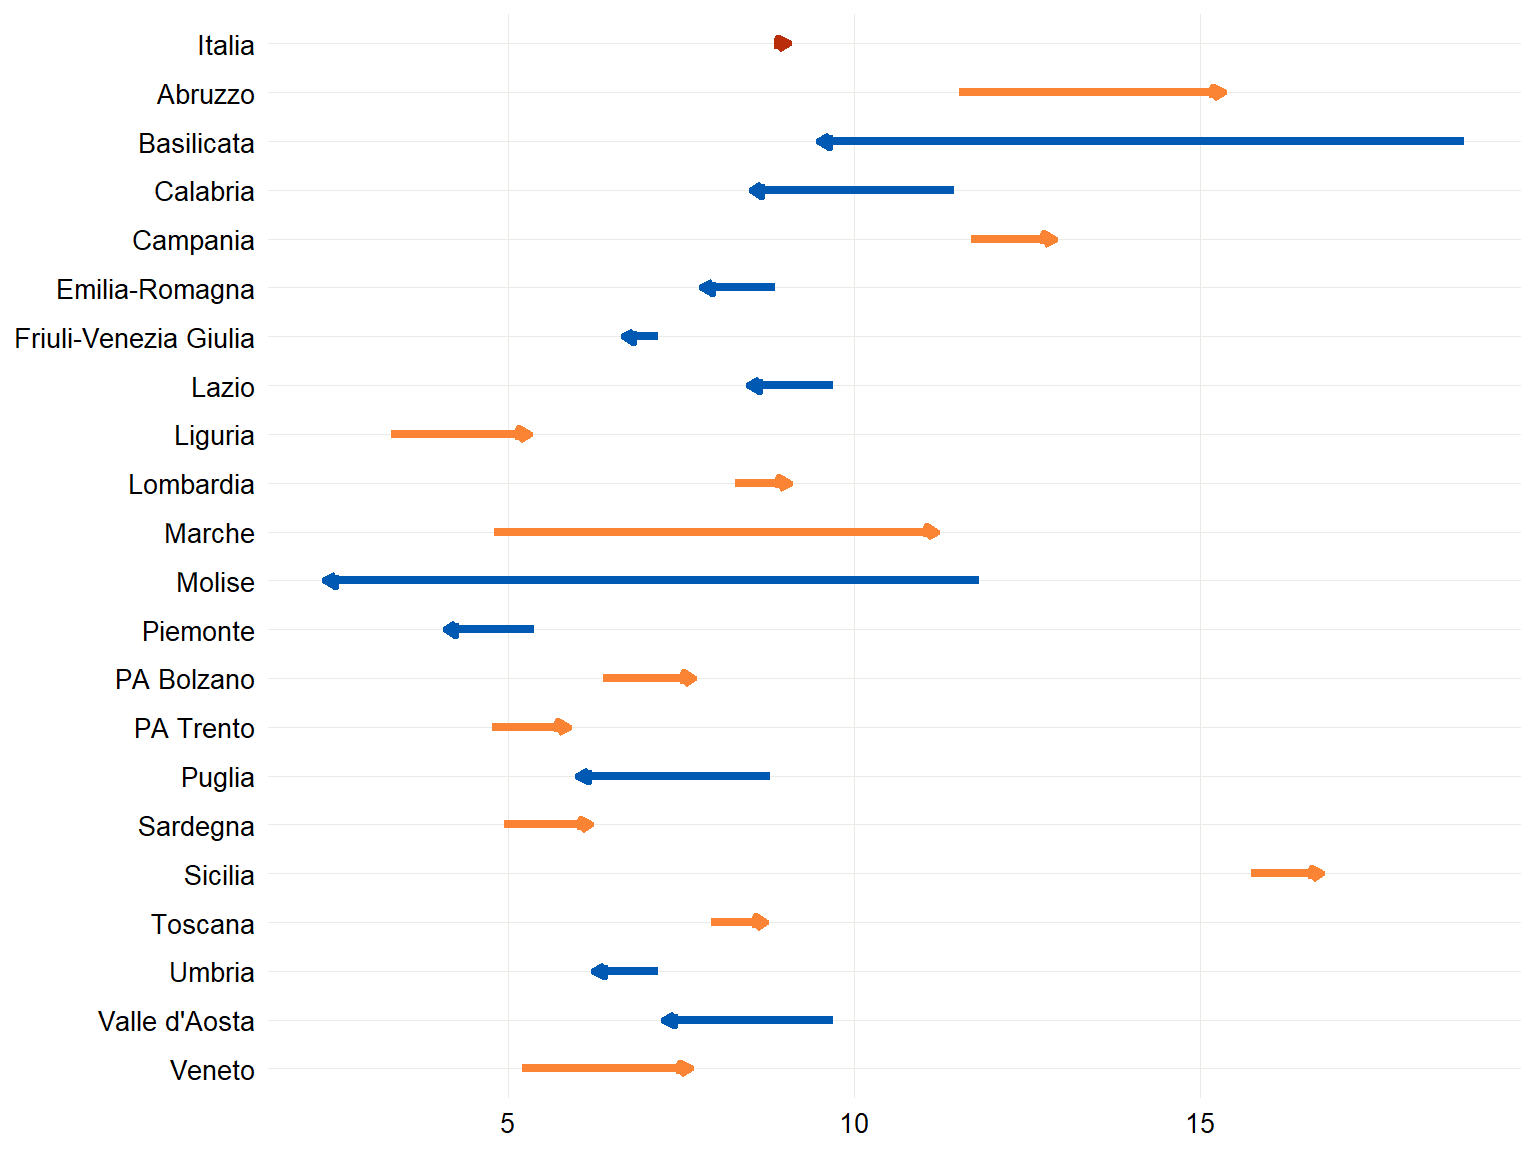 Italia
Abruzzo
Basilicata
Calabria
Campania
Emilia-Romagna
Friuli-Venezia Giulia
Lazio
Liguria
Lombardia
Marche
Molise
Piemonte
PA Bolzano
PA Trento
Puglia
Sardegna
Sicilia
Toscana
Umbria
Valle d'Aosta
Veneto
5 10 15